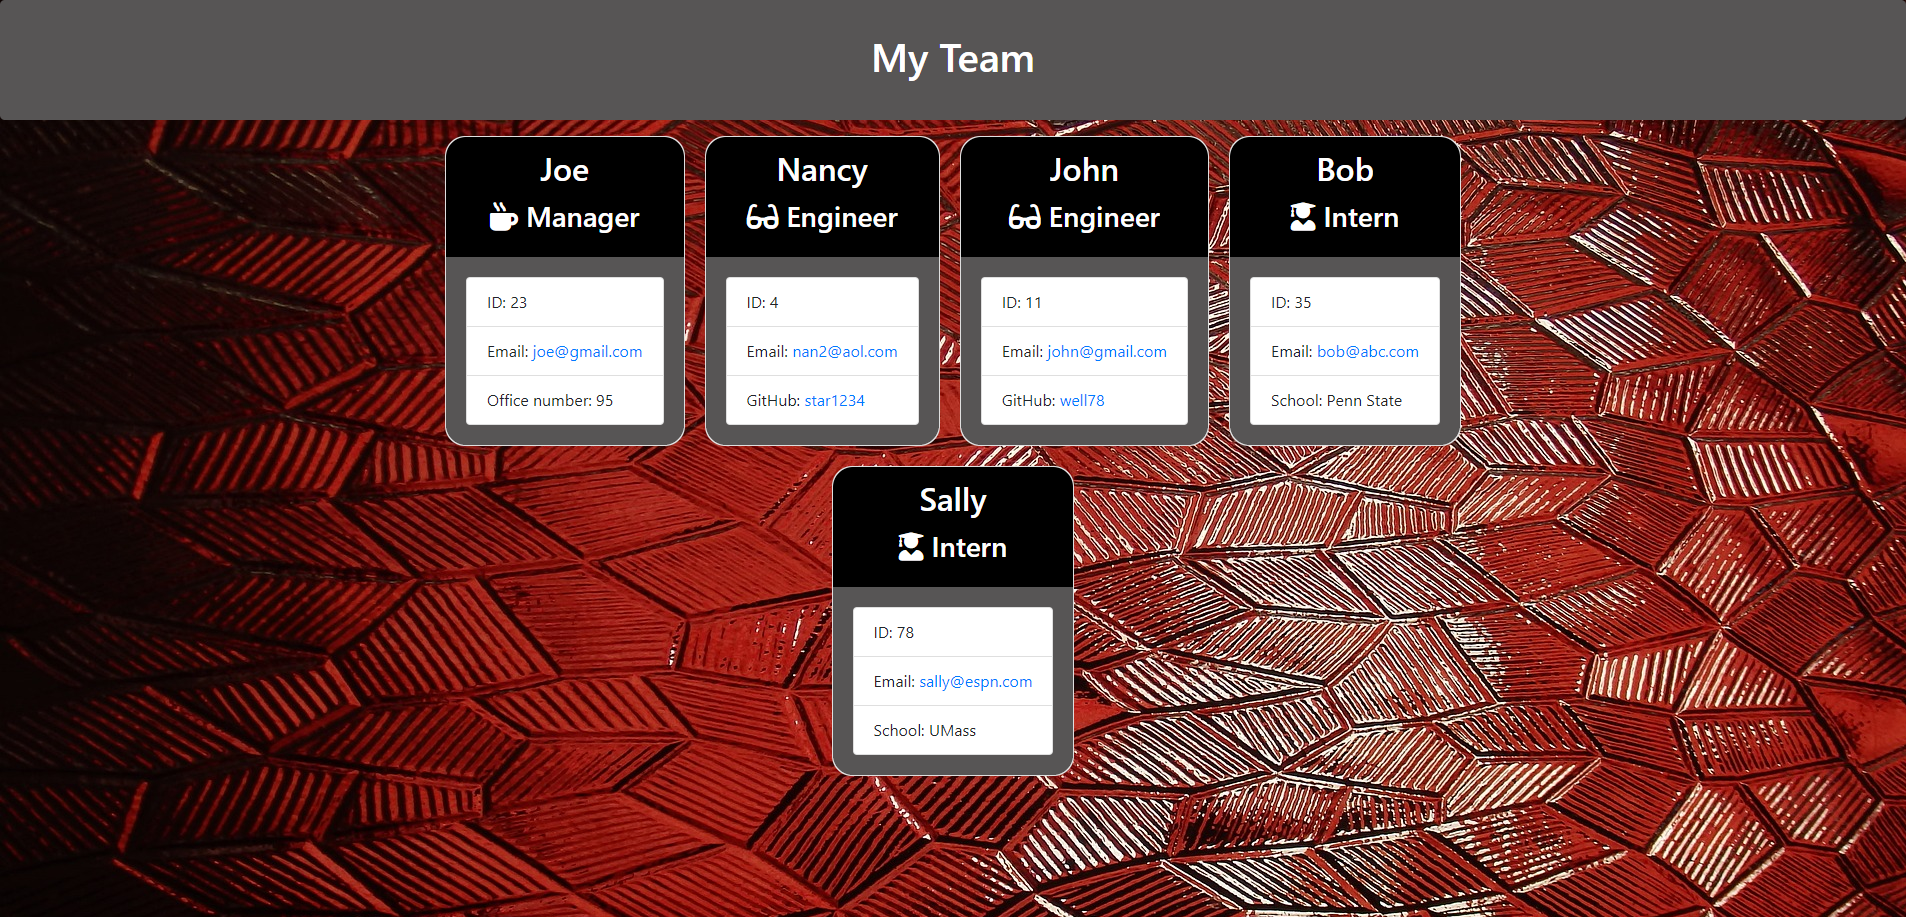 My Team
Joe
Manager
ID: 23
Email: joe@gmail.com
Office number: 95
Nancy
Engineer
ID: 4
Email: nan2@aol.com
GitHub: star1234
John
Engineer
ID: 11
Email: john@gmail.com
GitHub: well78
Bob
Intern
ID: 35
Email: bob@abc.com
School: Penn State
Sally
Intern
ID: 78
Email: sally@espn.com
School: UMass